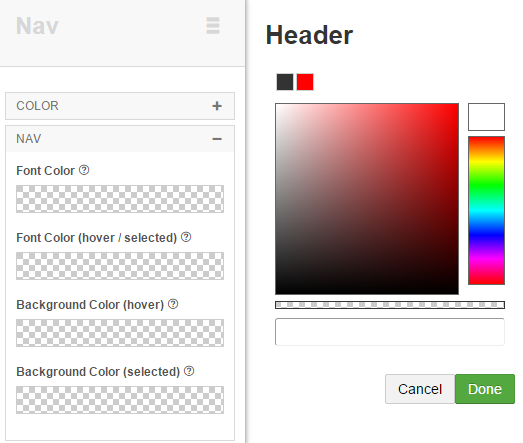 Nav
Header
COLOR
NAV
Font Color
Font Color (hover / selected)
Background Color (hover)
Background Color (selected)
Cancel
Done